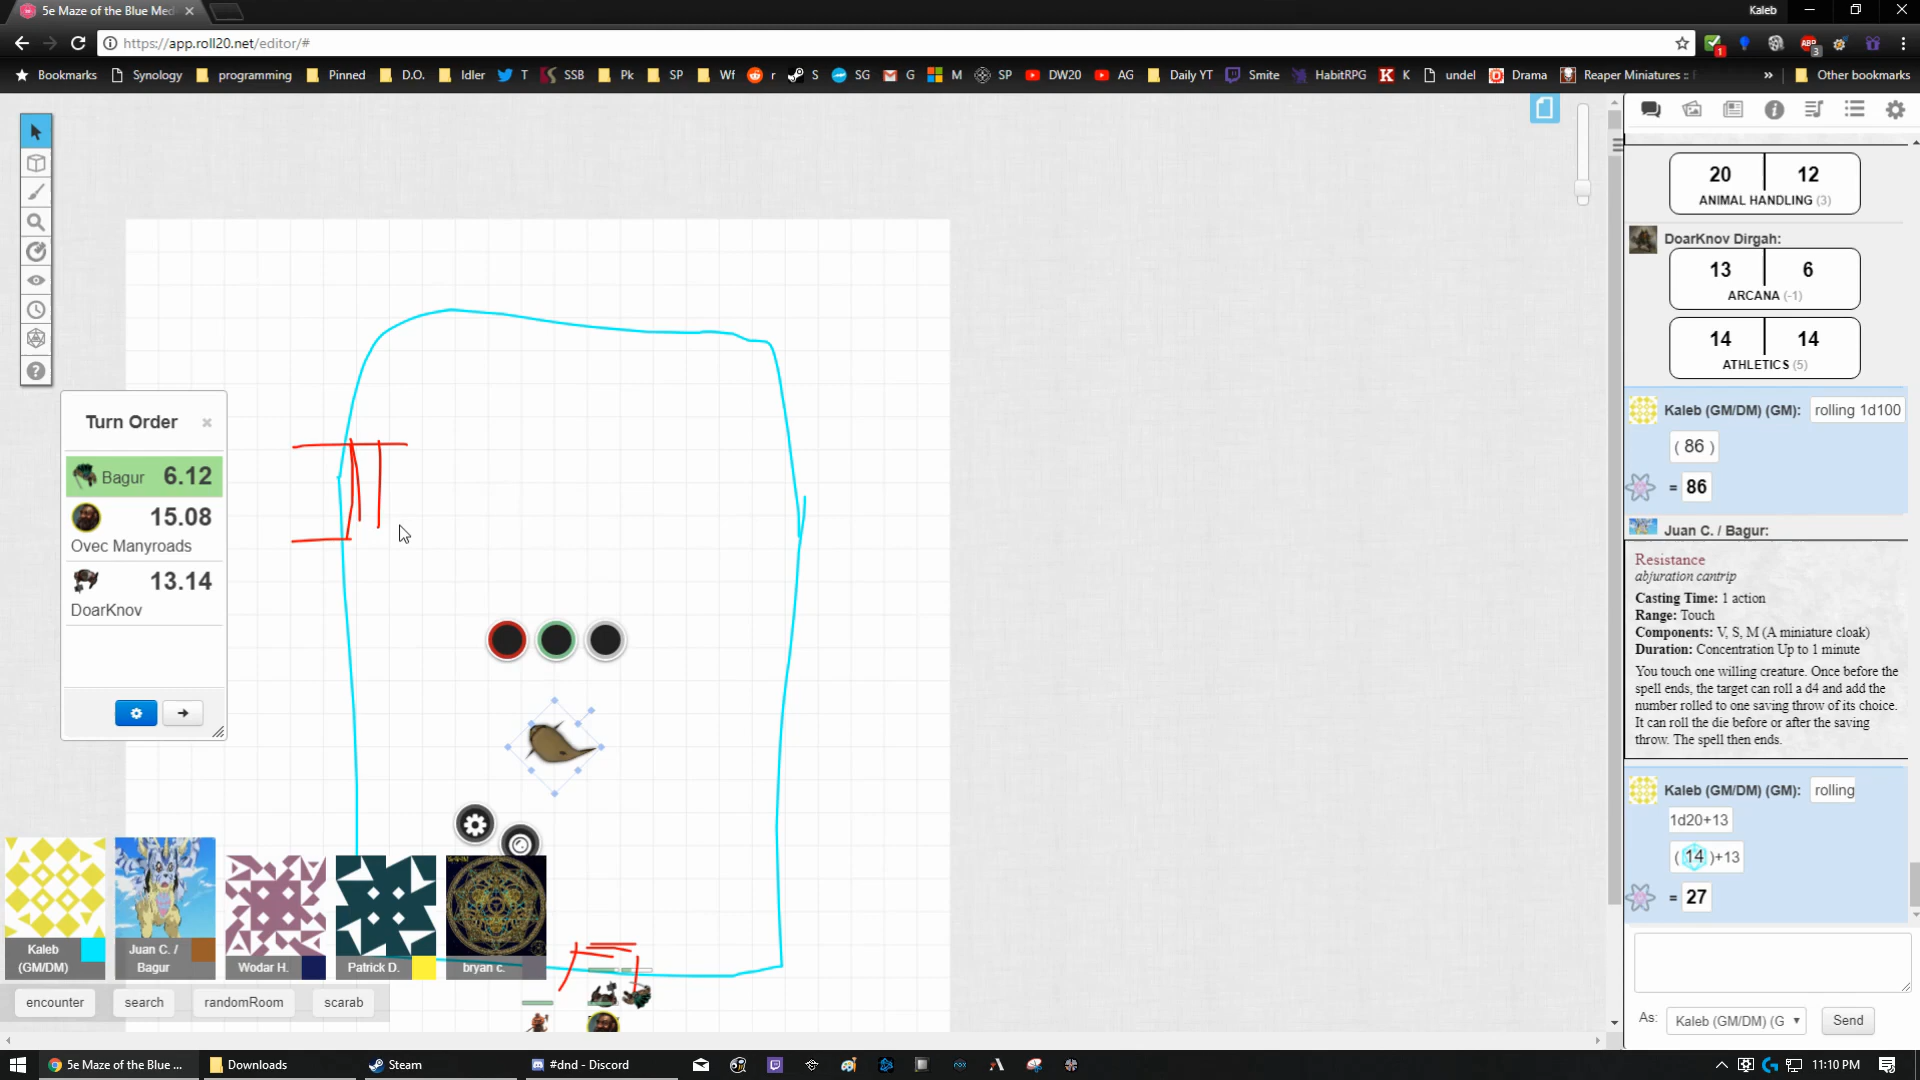 5e Maze of the Blue Med
Kaleb
https://app.roll20.net/editor/#
Bookmarks Synology programming Pinned D.O. Idler T SSB Pk SP Wf r S SG G M SP DW20 AG Daily YT Smite HabitRPG K undel Drama Reaper Miniatures :: Other bookmarks
Turn Order
Bagur 6.12
15.08
Ovec Manyroads
13.14
DoarKnov
20 12
ANIMAL HANDLING (3)
DoarKnov Dirgah:
13 6
ARCANA (-1)
14 14
ATHLETICS (5)
Kaleb (GM/DM) (GM): rolling 1d100
( 86 )
= 86
Juan C. / Bagur:
Resistance
abjuration cantrip
Casting Time: 1 action
Range: Touch
Components: V, S, M (A miniature cloak)
Duration: Concentration Up to 1 minute
You touch one willing creature. Once before the
spell ends, the target can roll a d4 and add the
number rolled to one saving throw of its choice.
It can roll the die before or after the saving
throw. The spell then ends.
Kaleb (GM/DM) (GM): rolling
1d20+13
( 14 )+13
= 27
As: Kaleb (GM/DM) (G Send
Kaleb
(GM/DM)
Juan C. /
Bagur
Wodar H.
Patrick D.
bryan c.
encounter search randomRoom scarab
5e Maze of the Blue ... Downloads Steam #dnd - Discord 11:10 PM